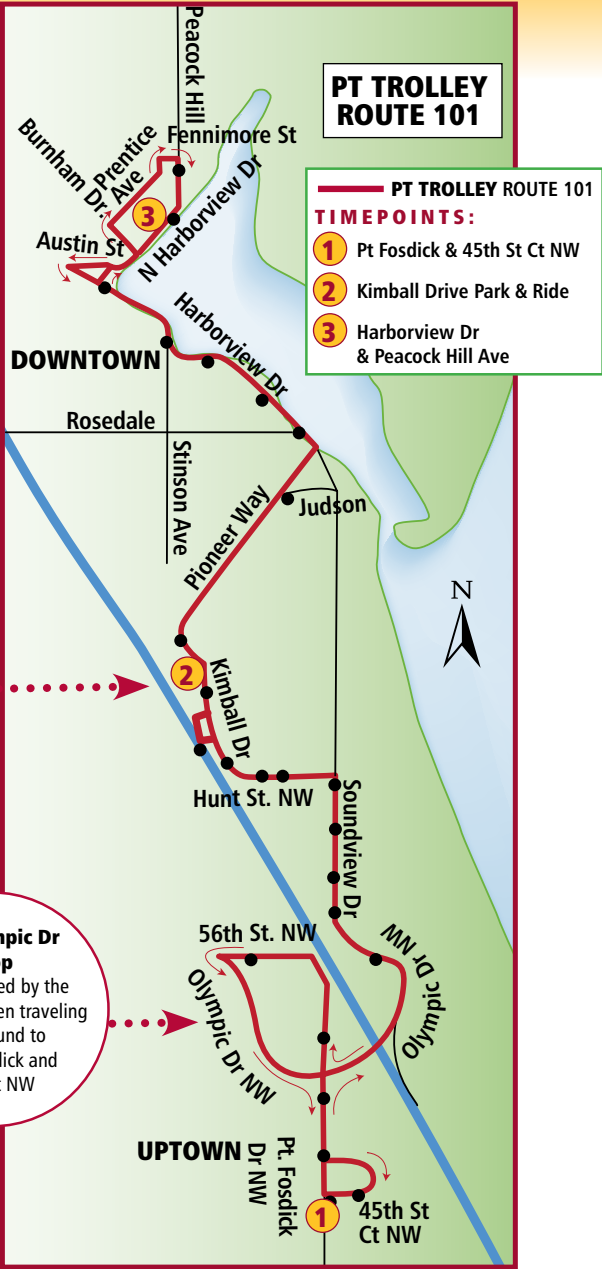 PT TROLLEY
ROUTE 101
PT TROLLEY ROUTE 101
TIMEPOINTS:
1 Pt Fosdick & 45th St Ct NW
2 Kimball Drive Park & Ride
3 Harborview Dr
& Peacock Hill Ave
Peacock Hill
Fennimore St
Prentice
Ave
Burnham Dr.
3
N Harborview Dr
Austin St
Harborview Dr
DOWNTOWN
Rosedale
Stinson Ave
Judson
Pioneer Way
N
2
Kimball Dr
Hunt St. NW
Soundview Dr
56th St. NW
Olympic Dr NW
Olympic Dr NW
mpic Dr
op
ed by the
en traveling
und to
dick and
t NW
UPTOWN
Pt. Fosdick
Dr NW
1
45th St
Ct NW